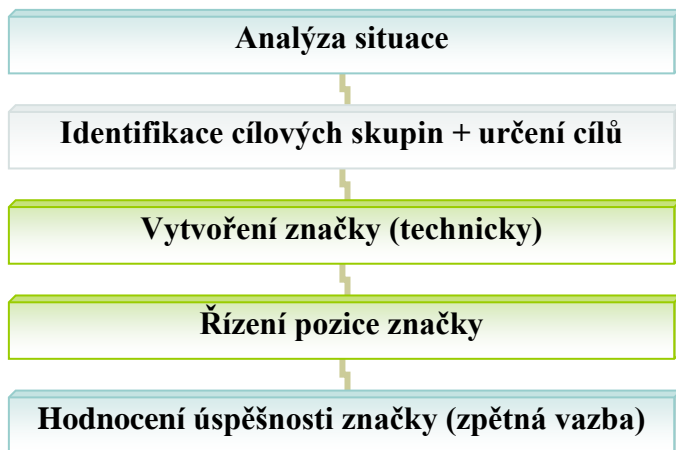 Analýza situace
Identifikace cílových skupin + určení cílů
Vytvoření značky (technicky)
Řízení pozice značky
Hodnocení úspěšnosti značky (zpětná vazba)